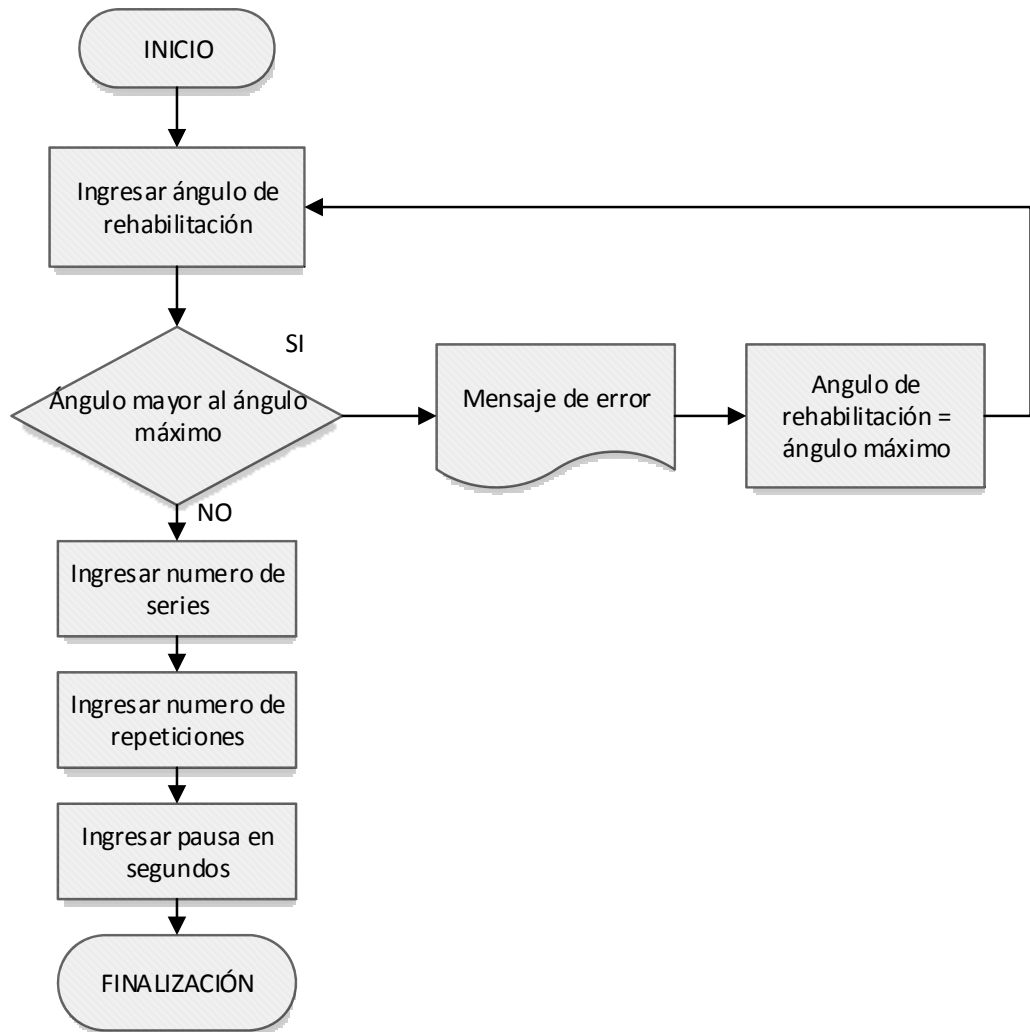 INICIO
Ingresar ángulo de
rehabilitación
SI
Ángulo mayor al ángulo
máximo
Mensaje de error
Angulo de
rehabilitación =
ángulo máximo
NO
Ingresar numero de
series
Ingresar numero de
repeticiones
Ingresar pausa en
segundos
FINALIZACIÓN